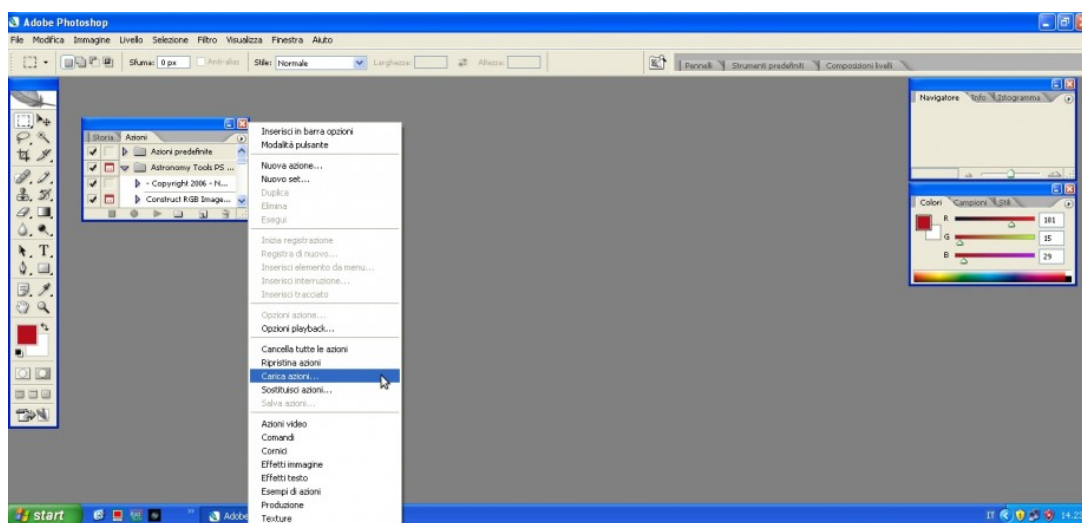 Adobe Photoshop
File Modifica Immagine Livello Selezione Filtro Visualizza Finestra Aiuto
Sfuma: 0 px Anti-alias Stile: Normale Larghezza: Altezza: Pennelli Strumenti predefiniti Composizioni livelli
Navigatore Info Istogramma
Storia Azioni
Azioni predefinite
Astronomy Tools PS ...
- Copyright 2006 - N...
Construct RGB Image...
Inserisci in barra opzioni
Modalità pulsante
Nuova azione...
Nuovo set...
Duplica
Elimina
Esegui
Inizia registrazione
Registra di nuovo...
Inserisci elemento da menu...
Inserisci interruzione...
Inserisci tracciato
Opzioni azione...
Opzioni playback...
Cancella tutte le azioni
Ripristina azioni
Carica azioni...
Sostituisci azioni...
Salva azioni...
Azioni video
Comandi
Cornici
Effetti immagine
Effetti testo
Esempi di azioni
Produzione
Texture
Colori Campioni Stili
R 181
G 15
B 29
start
Adobe
IT 14.23